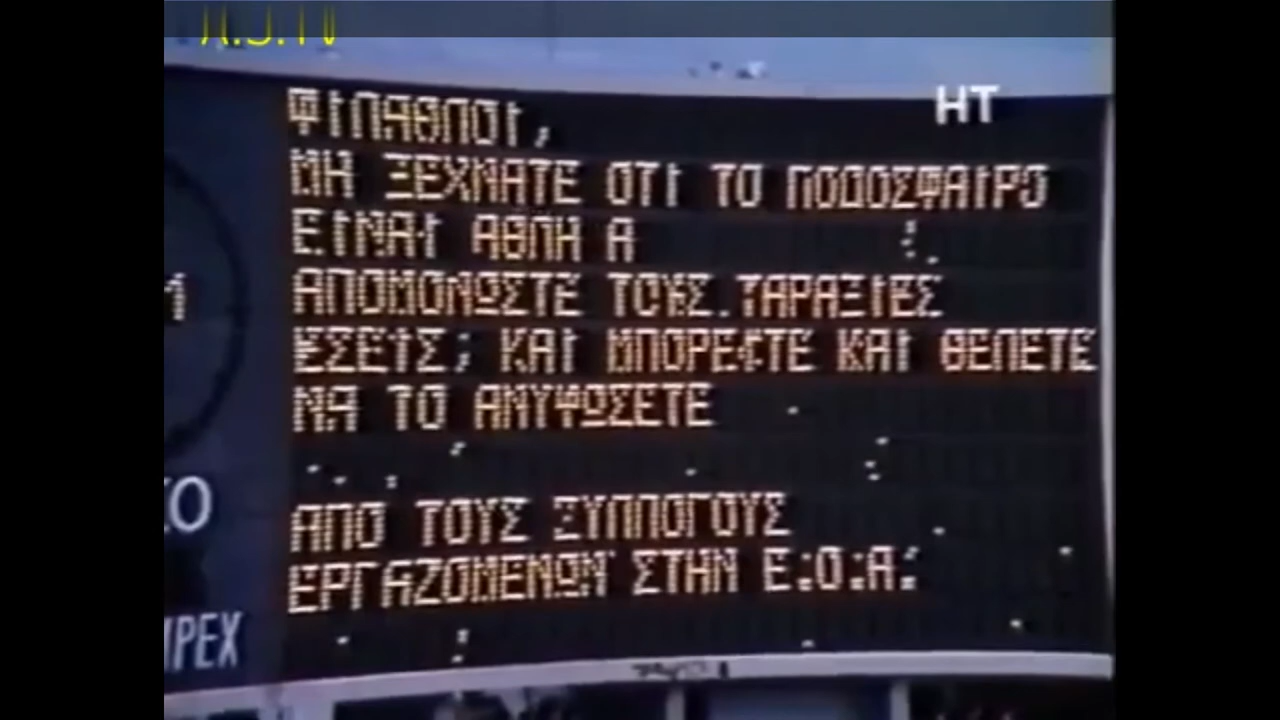 HT
ΦΙΛΑΘΛΟΙ,
ΜΗ ΞΕΧΝΑΤΕ ΟΤΙ ΤΟ ΠΟΔΟΣΦΑΙΡΟ
ΕΙΝΑΙ ΑΘΛΗ Α
ΑΠΟΜΟΝΩΣΤΕ ΤΟΥΣ ΤΑΡΑΞΙΕΣ
ΕΣΕΙΣ; ΚΑΙ ΜΠΟΡΕΙΤΕ ΚΑΙ ΘΕΛΕΤΕ
ΝΑ ΤΟ ΑΝΥΨΩΣΕΤΕ
ΑΠΟ ΤΟΥΣ ΣΥΛΛΟΓΟΥΣ
ΕΡΓΑΖΟΜΕΝΩΝ ΣΤΗΝ Ε.Ο.Α.